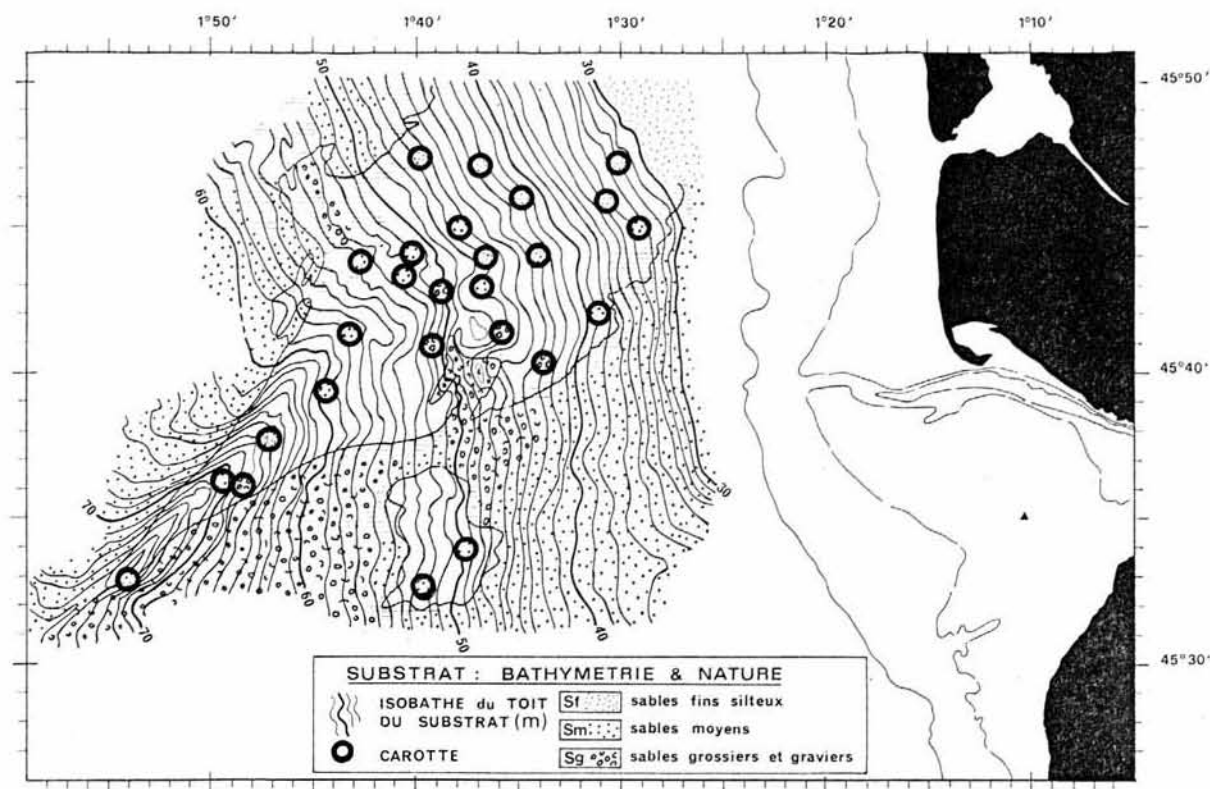 1°50' 1°40' 1°30' 1°20' 1°10'
50 40 30
45°50'
60
45°40'
70
30
70 60 50 40
45°30'
SUBSTRAT : BATHYMETRIE & NATURE
ISOBATHE du TOIT
DU SUBSTRAT (m)
CAROTTE
Sf sables fins silteux
Sm sables moyens
Sg sables grossiers et graviers